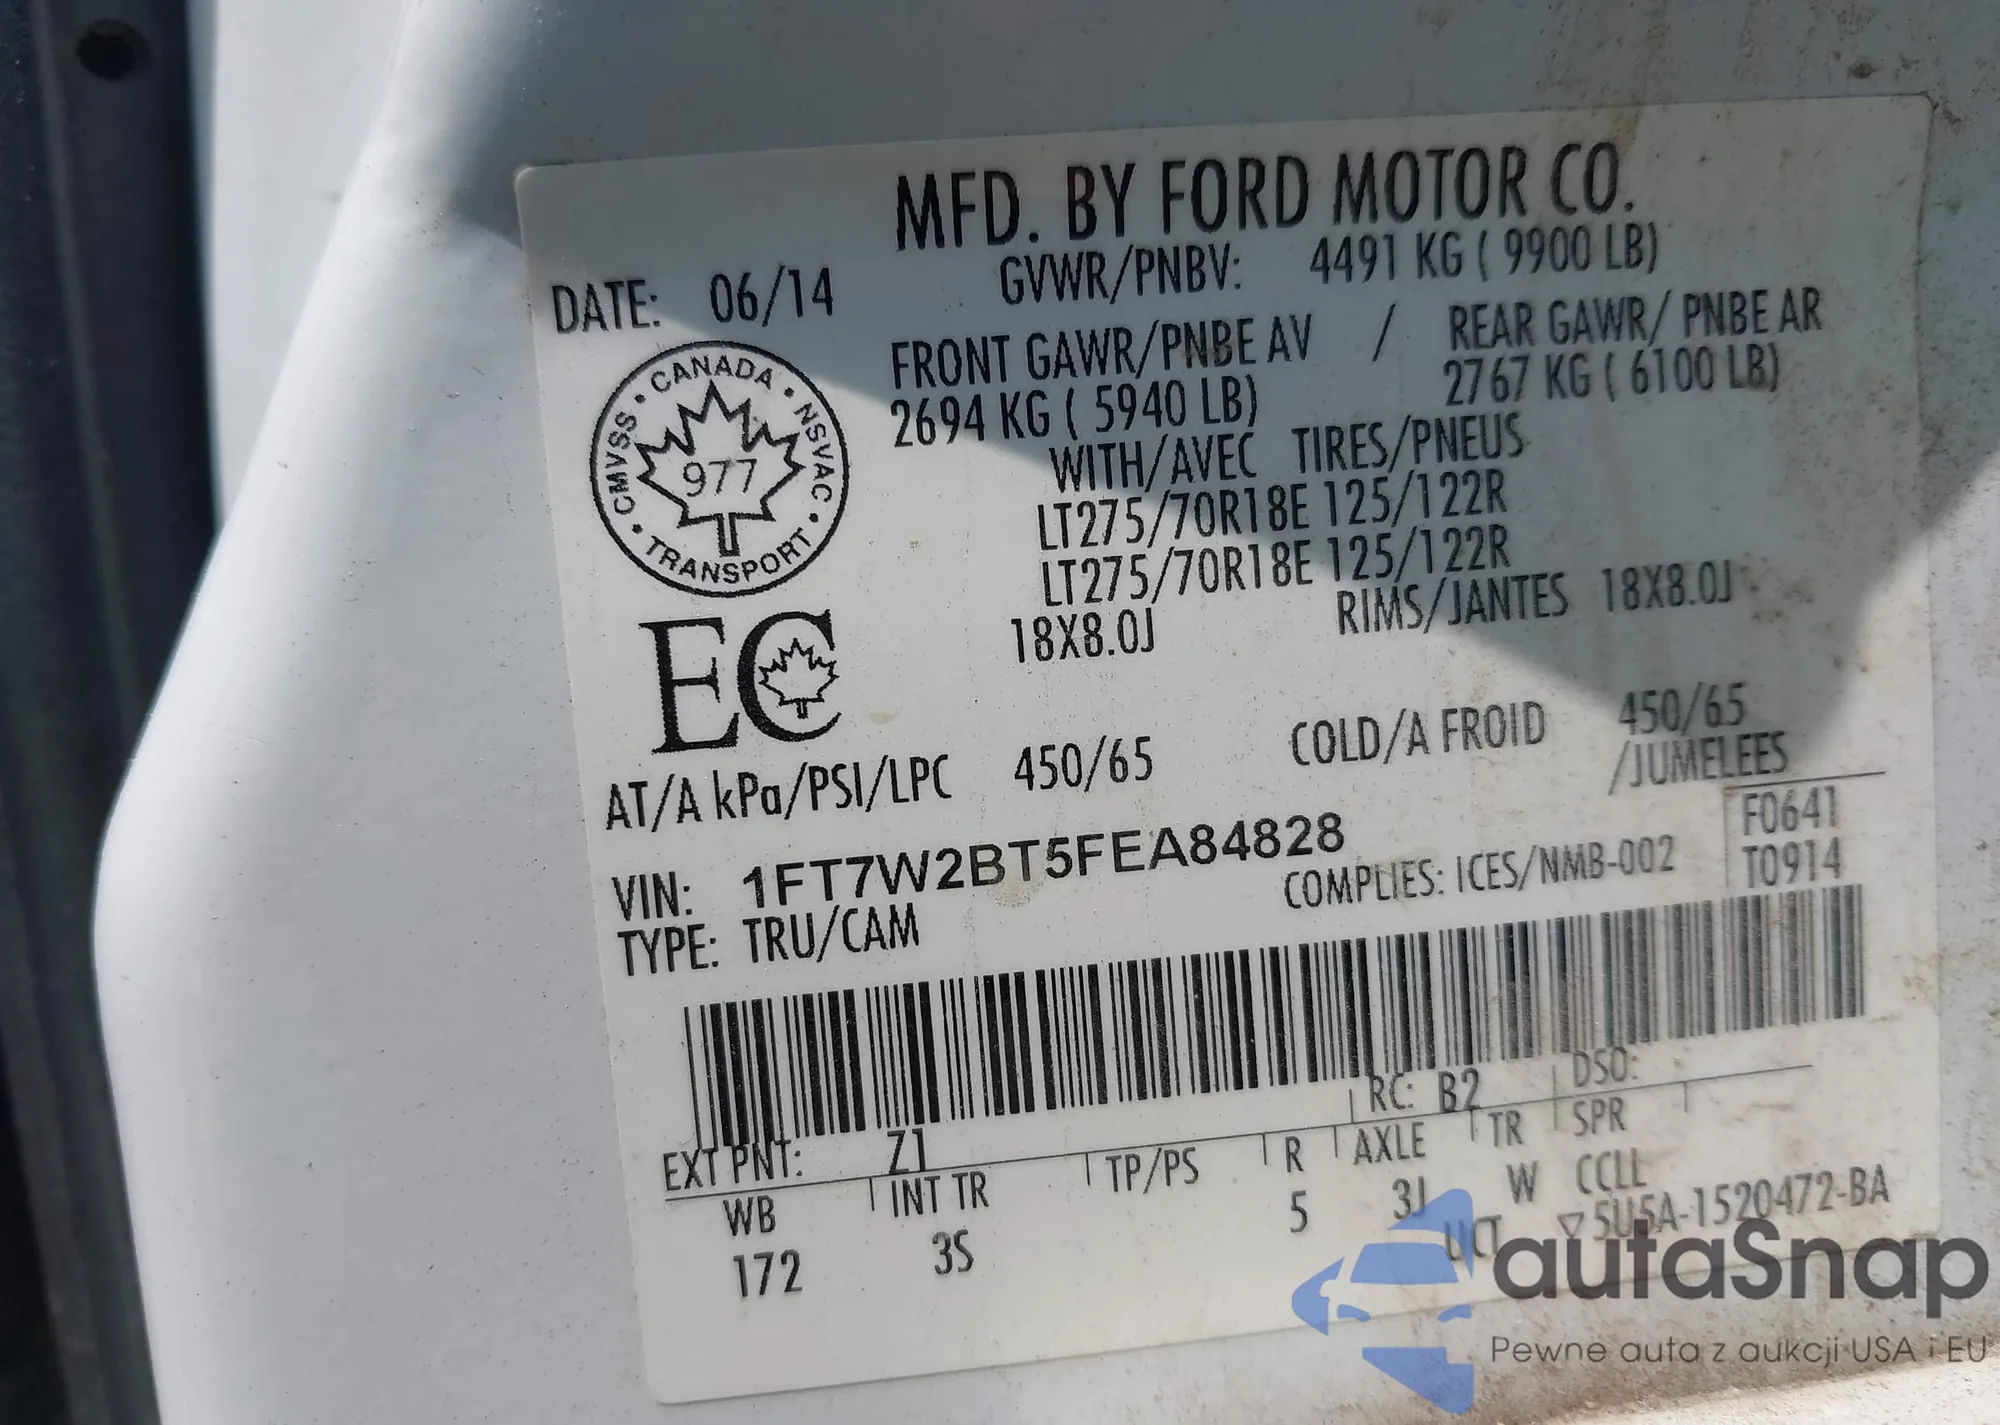 MFD. BY FORD MOTOR CO.
DATE: 06/14 GVWR/PNBV: 4491 KG ( 9900 LB)
FRONT GAWR/PNBE AV / REAR GAWR/ PNBE AR
2694 KG ( 5940 LB) 2767 KG ( 6100 LB)
WITH/AVEC TIRES/PNEUS
LT275/70R18E 125/122R
LT275/70R18E 125/122R
18X8.0J RIMS/JANTES 18X8.0J
CANADA · NSVAC · TRANSPORT · CMVSS ·
977
EC
AT/A kPa/PSI/LPC 450/65 COLD/A FROID 450/65
/JUMELEES
VIN: 1FT7W2BT5FEA84828
F0641
TYPE: TRU/CAM COMPLIES: ICES/NMB-002 T0914
EXT PNT: Z1 RC: B2 DSO:
WB INT TR TP/PS R AXLE TR SPR
172 3S 5 3J W CCLL
UCT ▽5U5A-1520472-BA
autaSnap
Pewne auta z aukcji USA i EU